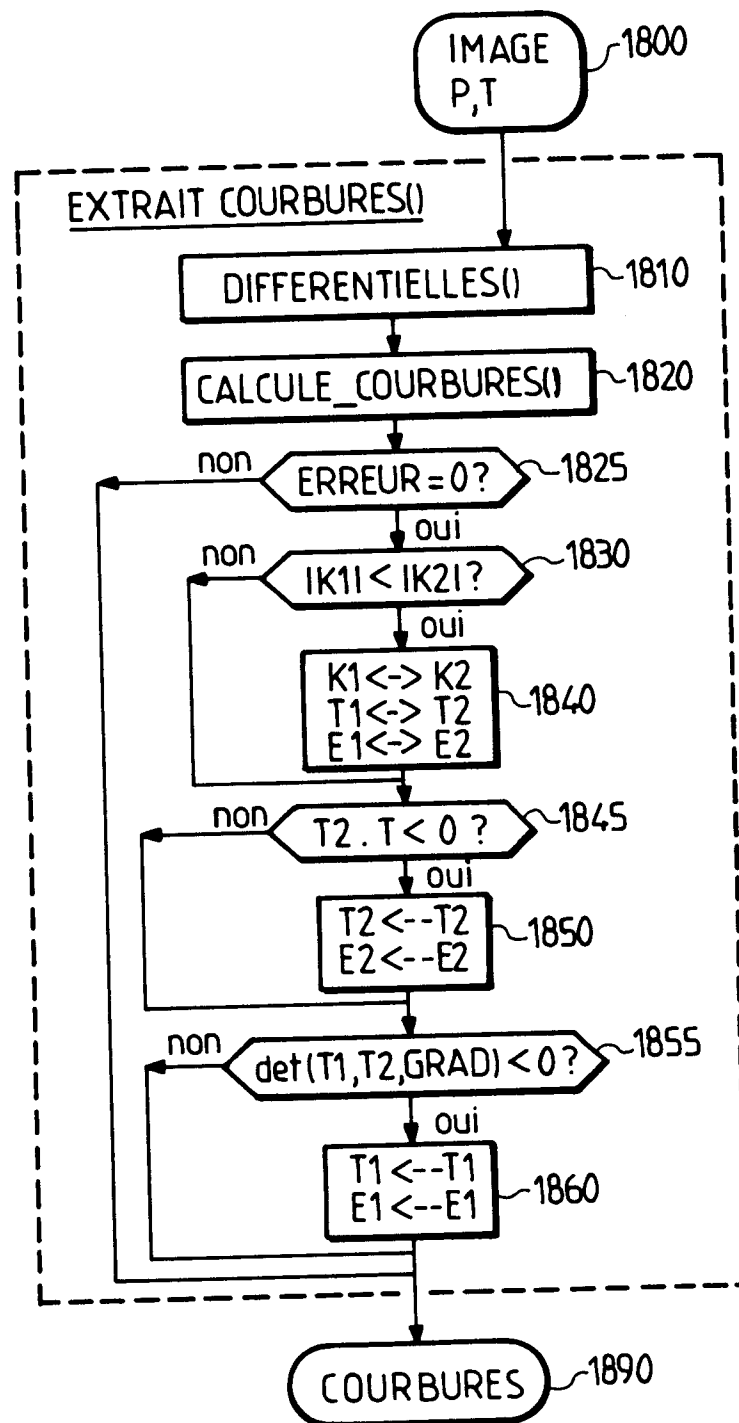 IMAGE
P,T
1800
EXTRAIT COURBURES()
DIFFERENTIELLES()
1810
CALCULE_COURBURES()
1820
non
ERREUR = 0 ?
1825
oui
non
|K1| < |K2| ?
1830
oui
K1 <-> K2
T1 <-> T2
E1 <-> E2
1840
non
T2 . T < 0 ?
1845
oui
T2 <--T2
E2 <--E2
1850
non
det(T1,T2,GRAD) < 0 ?
1855
oui
T1 <--T1
E1 <--E1
1860
COURBURES
1890